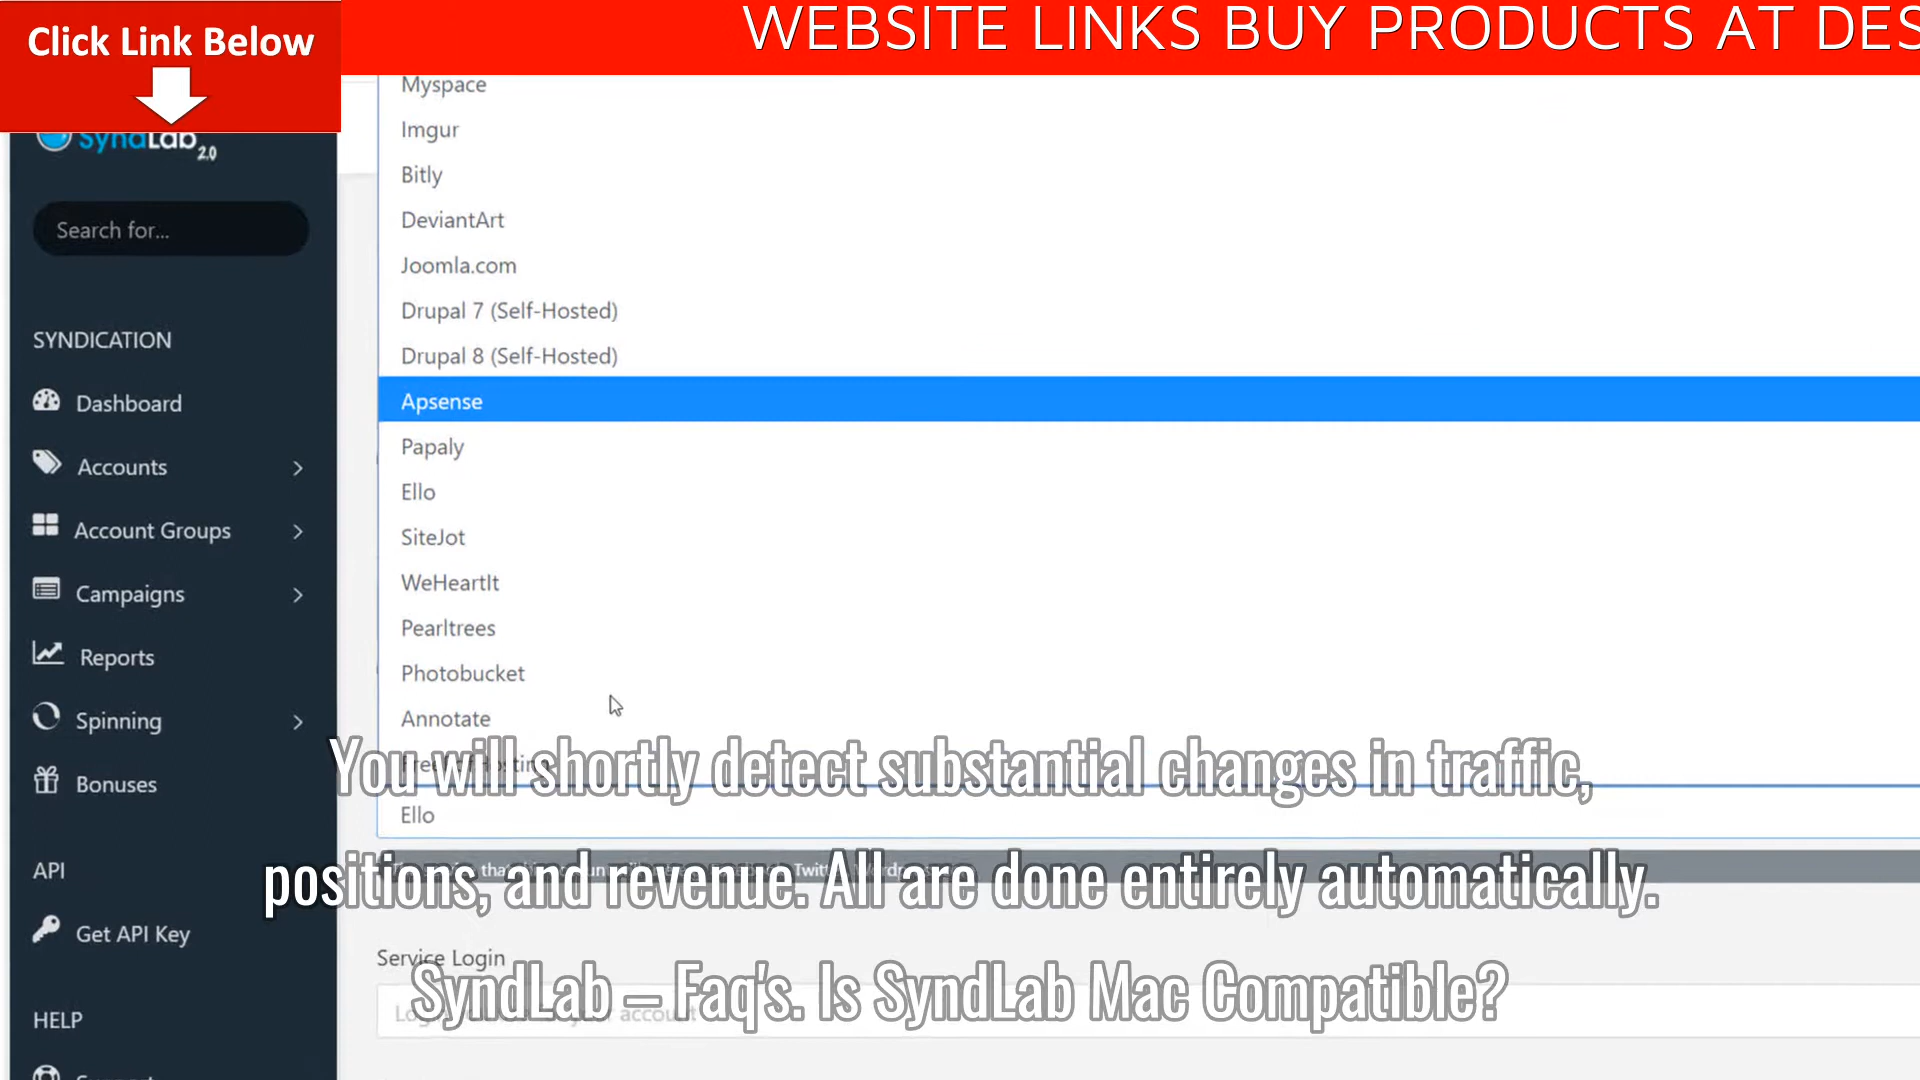 Click Link Below
WEBSITE LINKS BUY PRODUCTS AT DES
SyndLab 2.0
Search for...
SYNDICATION
Dashboard
Accounts
Account Groups
Campaigns
Reports
Spinning
Bonuses
API
Get API Key
HELP
Myspace
Imgur
Bitly
DeviantArt
Joomla.com
Drupal 7 (Self-Hosted)
Drupal 8 (Self-Hosted)
Apsense
Papaly
Ello
SiteJot
WeHeartIt
Pearltrees
Photobucket
Annotate
Ello
Service Login
You will shortly detect substantial changes in traffic,
positions, and revenue. All are done entirely automatically.
SyndLab – Faq's. Is SyndLab Mac Compatible?